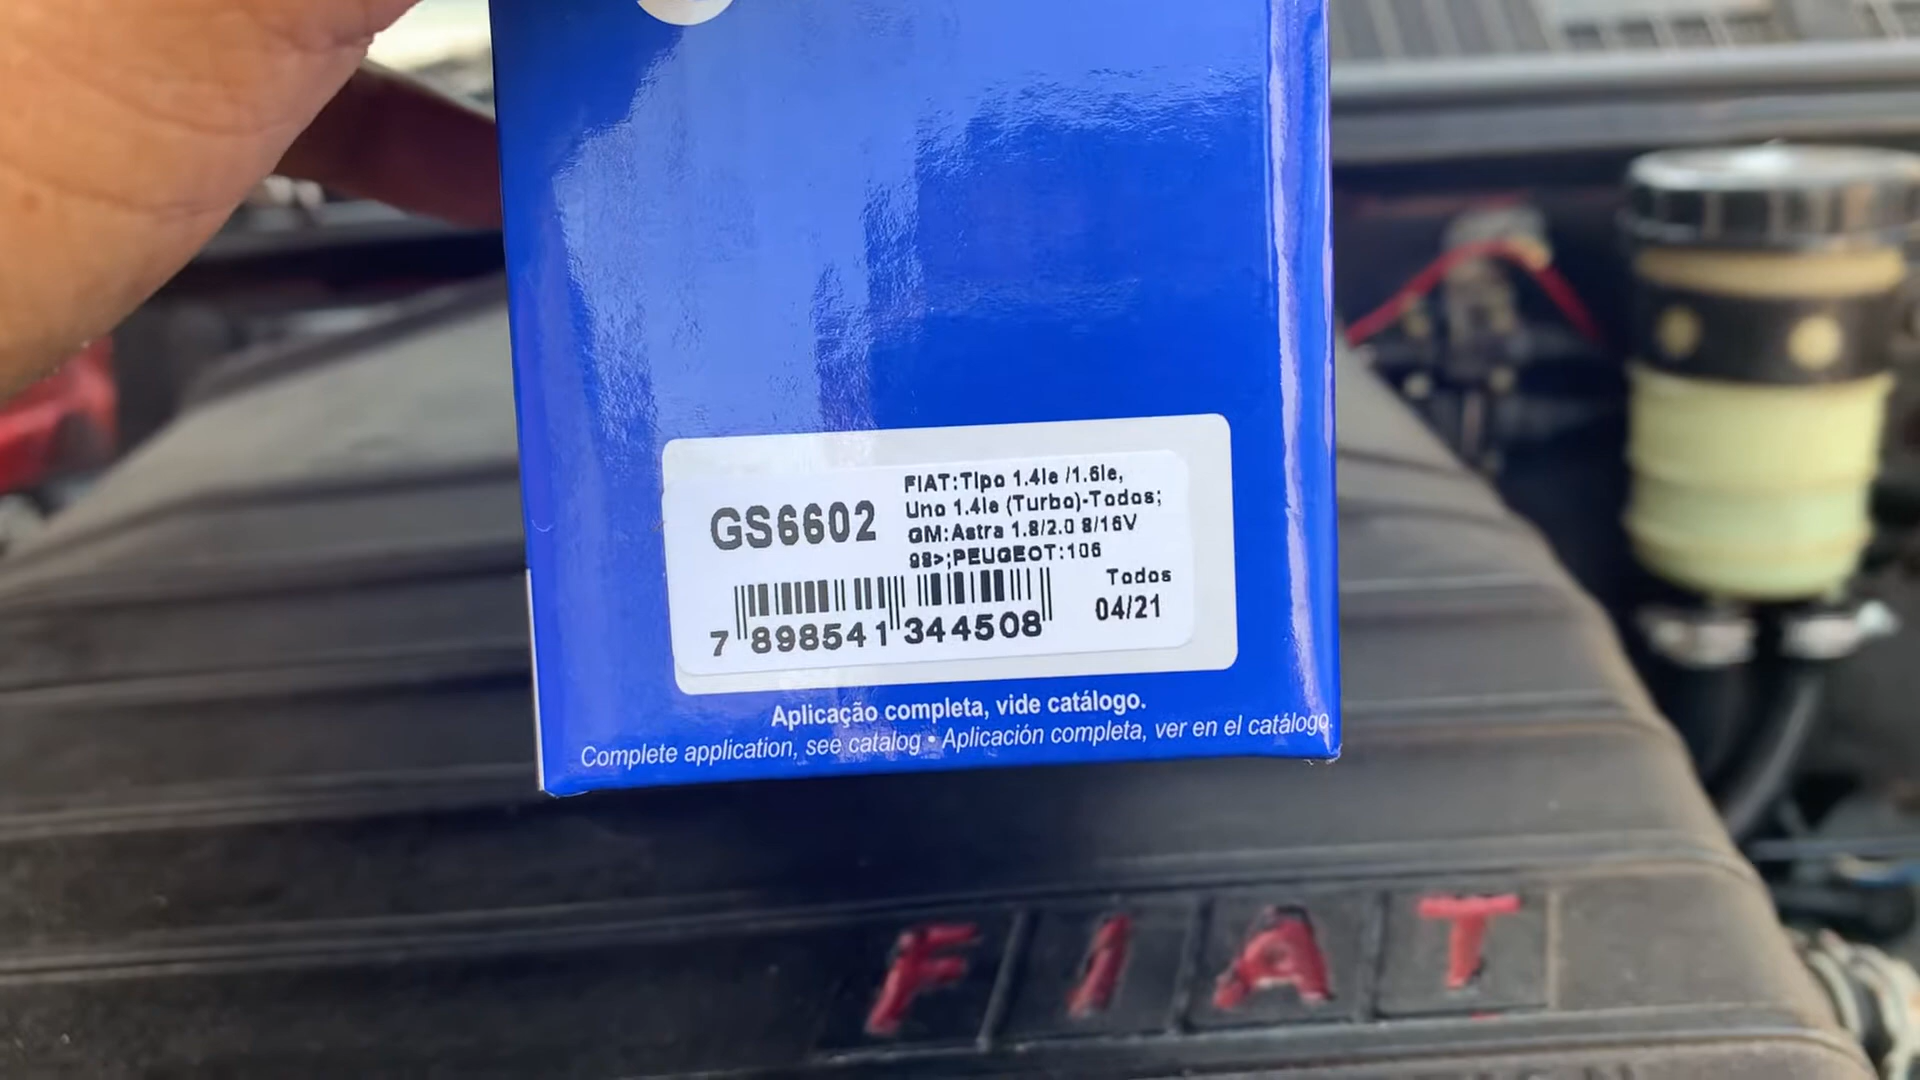 GS6602
FIAT:Tipo 1.4ie /1.6ie,
Uno 1.4ie (Turbo)-Todos;
GM:Astra 1.8/2.0 8/16V
98>;PEUGEOT:106
Todos
04/21
7 898541 344508
Aplicação completa, vide catálogo.
Complete application, see catalog • Aplicación completa, ver en el catálogo.
FIAT